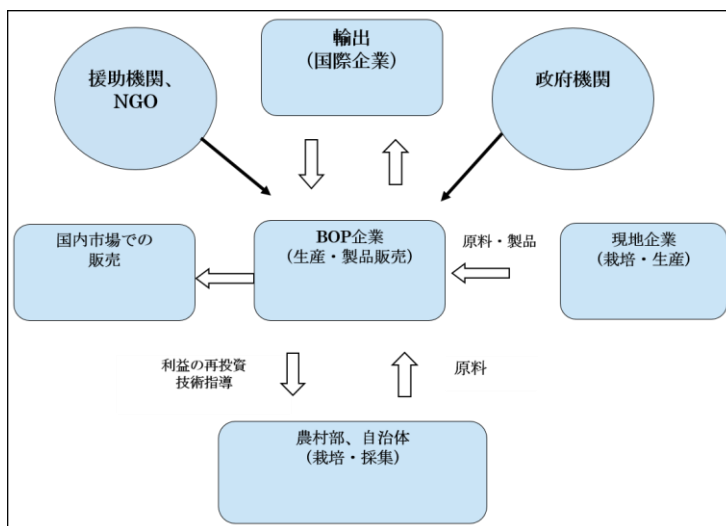 輸出
(国際企業)
援助機関、
NGO
政府機関
国内市場での
販売
BOP企業
(生産・製品販売)
原料・製品
現地企業
(栽培・生産)
利益の再投資
技術指導
原料
農村部、自治体
(栽培・採集)